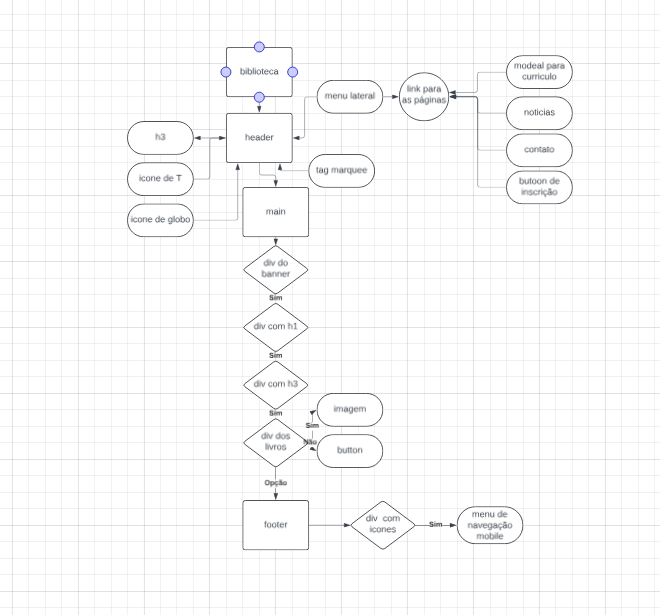 biblioteca
modeal para
curriculo
link para
as páginas
menu lateral
noticias
h3
header
contato
tag marquee
icone de T
butoon de
inscrição
icone de globo
main
div do
banner
Sim
div com h1
Sim
div com h3
Sim
imagem
Sim
div dos
livros
Não
button
Opção
footer
div com
icones
Sim
menu de
navegação
mobile